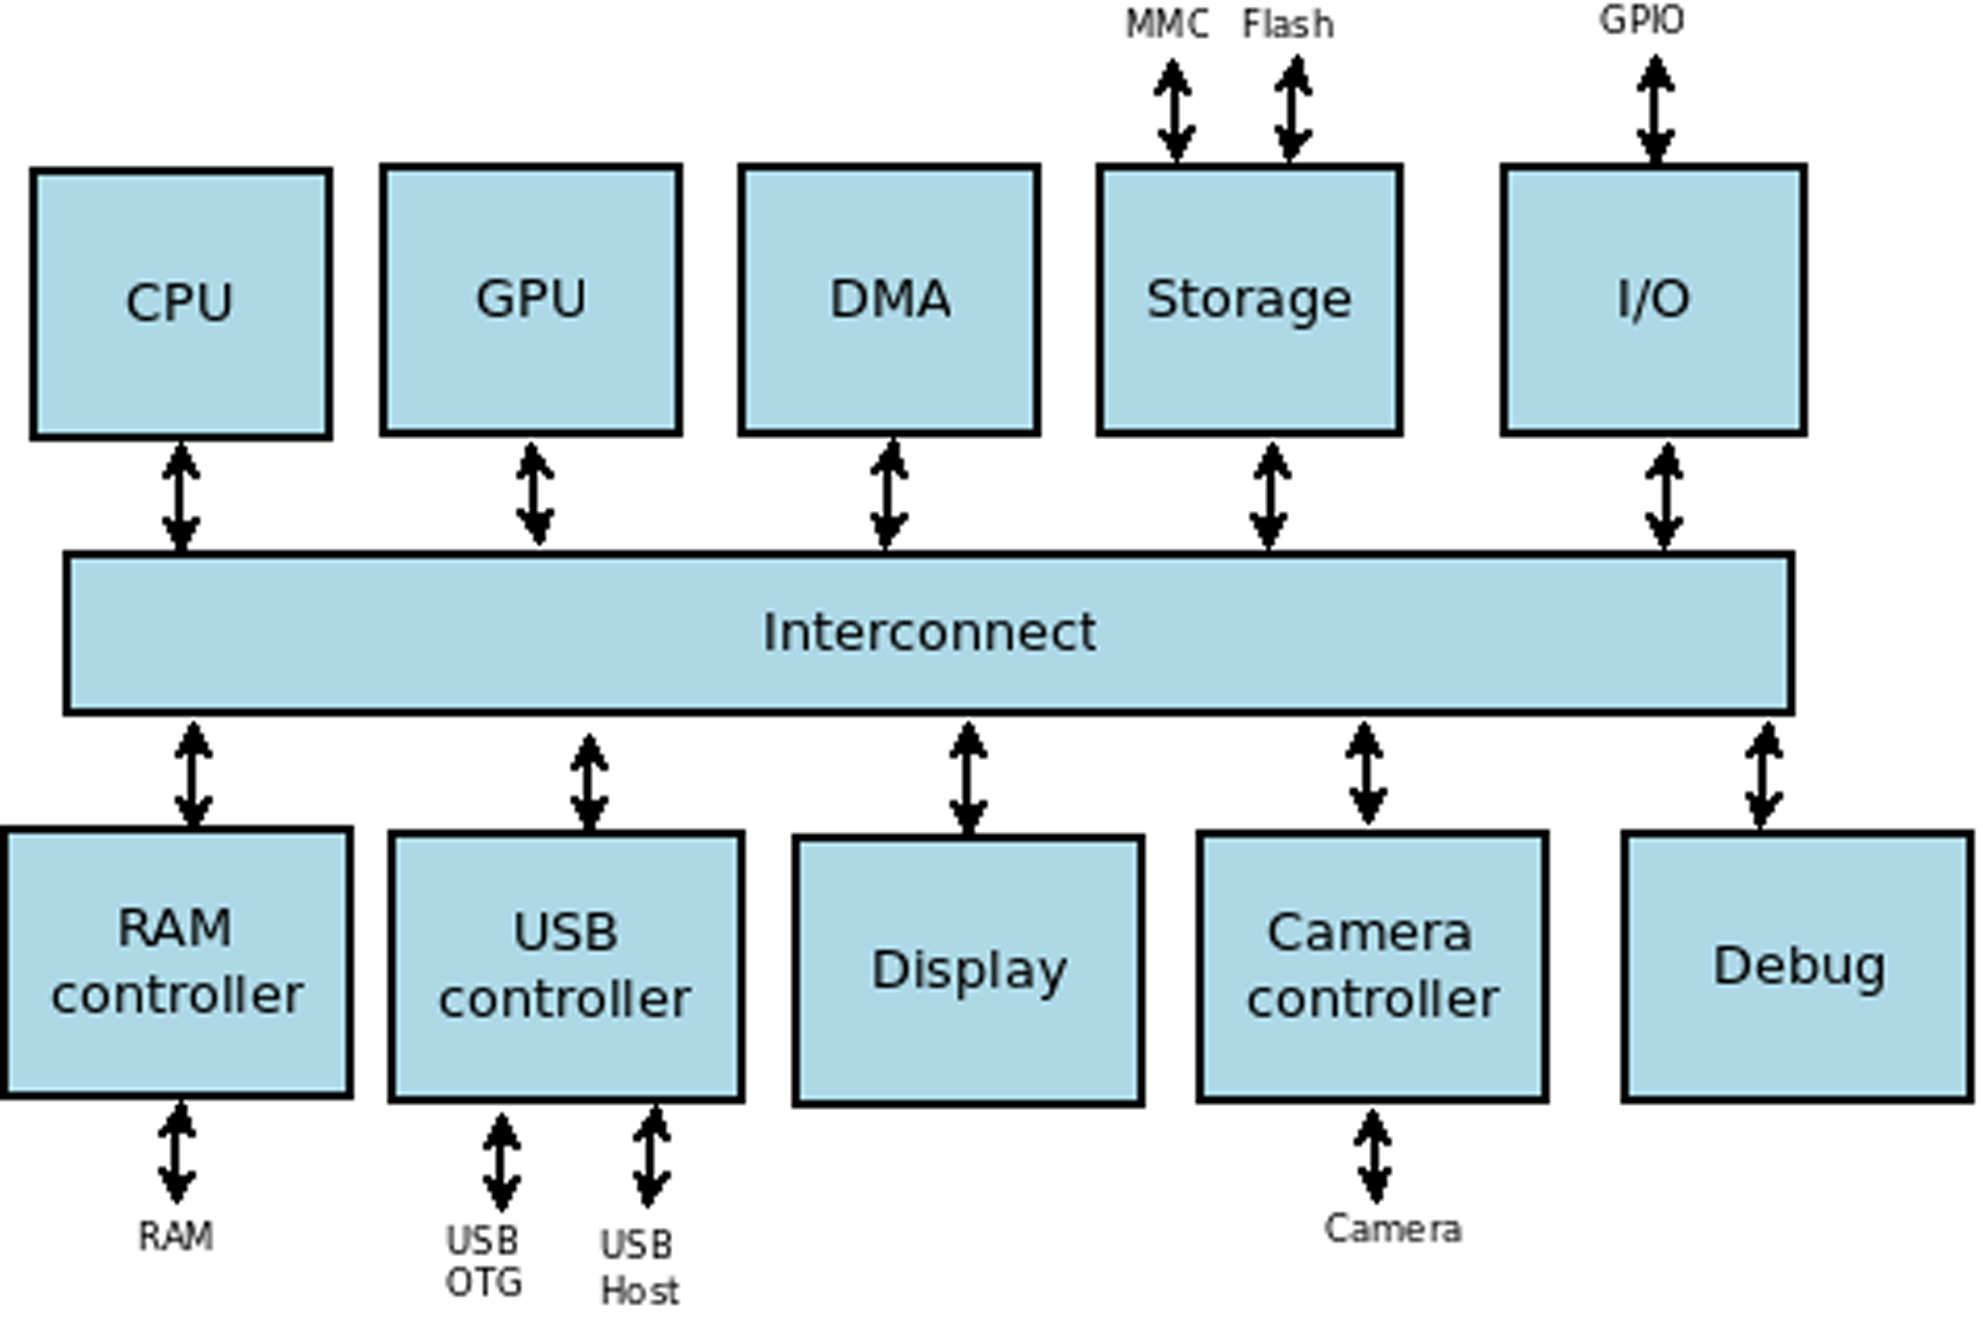 MMC Flash GPIO
CPU GPU DMA Storage I/O
Interconnect
RAM
controller
USB
controller
Display
Camera
controller
Debug
RAM
USB
OTG
USB
Host
Camera